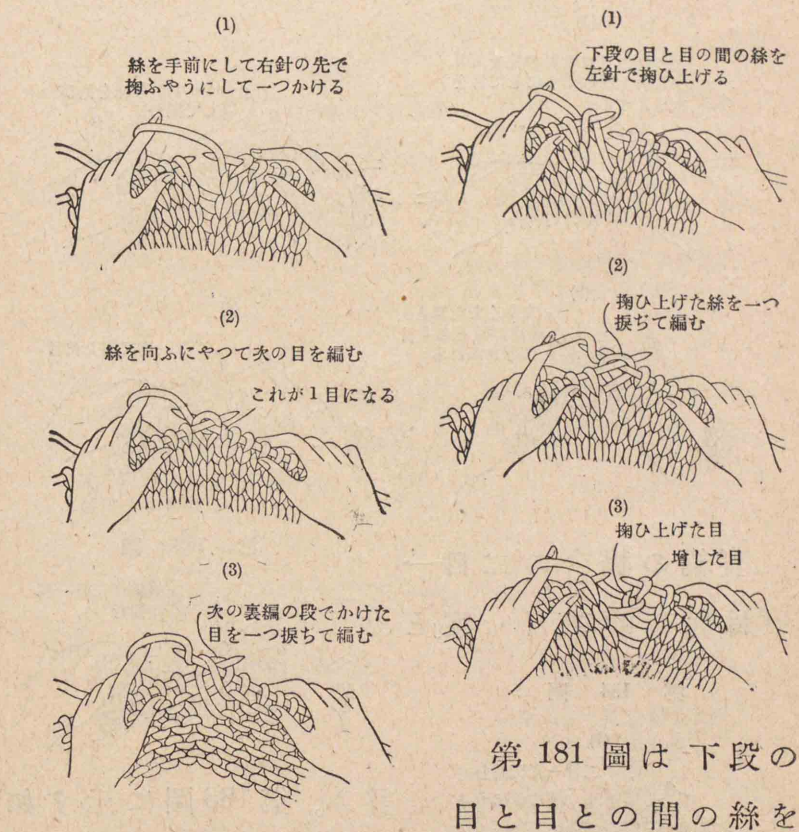 (1)
絲を手前にして右針の先で
掬ふやうにして一つかける
(2)
絲を向ふにやつて次の目を編む
これが1目になる
(3)
次の裏編の段でかけた
目を一つ捩ちて編む
(1)
下段の目と目の間の絲を
左針で掬ひ上げる
(2)
掬ひ上げた絲を一つ
捩ぢて編む
(3)
掬ひ上げた目
増した目
第 181 圖は 下段の
目と目との間の絲を